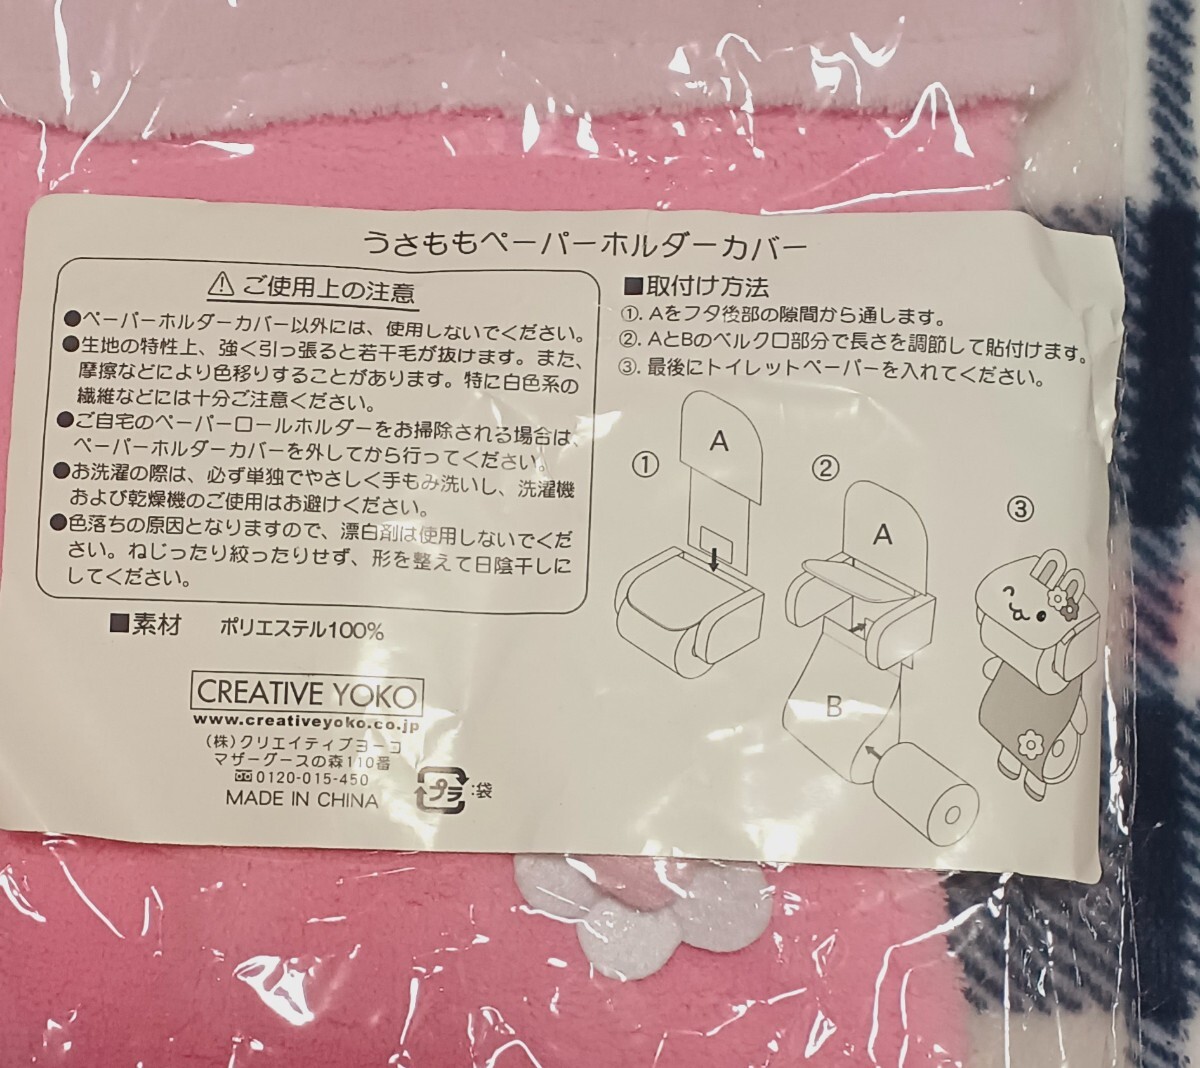 うさももペーパーホルダーカバー
⚠ ご使用上の注意
●ペーパーホルダーカバー以外には、使用しないでください。
●生地の特性上、強く引っ張ると若干毛が抜けます。また、
摩擦などにより色移りすることがあります。特に白色系の
繊維などには十分ご注意ください。
●ご自宅のペーパーロールホルダーをお掃除される場合は、
ペーパーホルダーカバーを外してから行ってください。
●お洗濯の際は、必ず単独でやさしく手もみ洗いし、洗濯機
および乾燥機のご使用はお避けください。
●色落ちの原因となりますので、漂白剤は使用しないでくだ
さい。ねじったり絞ったりせず、形を整えて日陰干しに
してください。
■素材 ポリエステル100%
CREATIVE YOKO
www.creativeyoko.co.jp
(株)クリエイティブヨーコ
マザーグースの森110番
0120-015-450
MADE IN CHINA
プラ :袋
■取付け方法
①. Aをフタ後部の隙間から通します。
②. AとBのベルクロ部分で長さを調節して貼付けます。
③. 最後にトイレットペーパーを入れてください。
①
A
②
A
B
③